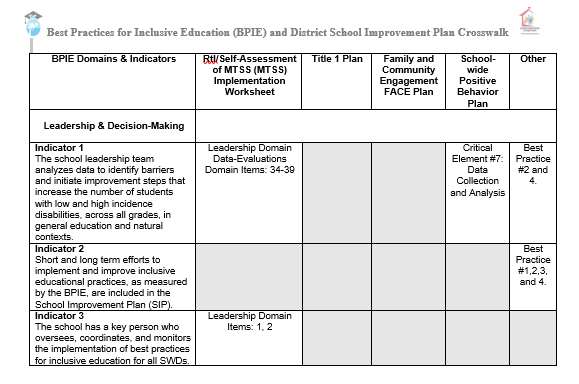 Best Practices for Inclusive Education (BPIE) and District School Improvement Plan Crosswalk
BPIE Domains & Indicators
RtI/Self-Assessment
of MTSS (MTSS)
Implementation
Worksheet
Title 1 Plan
Family and
Community
Engagement
FACE Plan
School-
wide
Positive
Behavior
Plan
Other
Leadership & Decision-Making
Indicator 1
The school leadership team
analyzes data to identify barriers
and initiate improvement steps that
increase the number of students
with low and high incidence
disabilities, across all grades, in
general education and natural
contexts.
Leadership Domain
Data-Evaluations
Domain Items: 34-39
Critical
Element #7:
Data
Collection
and Analysis
Best
Practice
#2 and
4.
Indicator 2
Short and long term efforts to
implement and improve inclusive
educational practices, as measured
by the BPIE, are included in the
School Improvement Plan (SIP).
Best
Practice
#1,2,3,
and 4.
Indicator 3
The school has a key person who
oversees, coordinates, and monitors
the implementation of best practices
for inclusive education for all SWDs.
Leadership Domain
Items: 1, 2